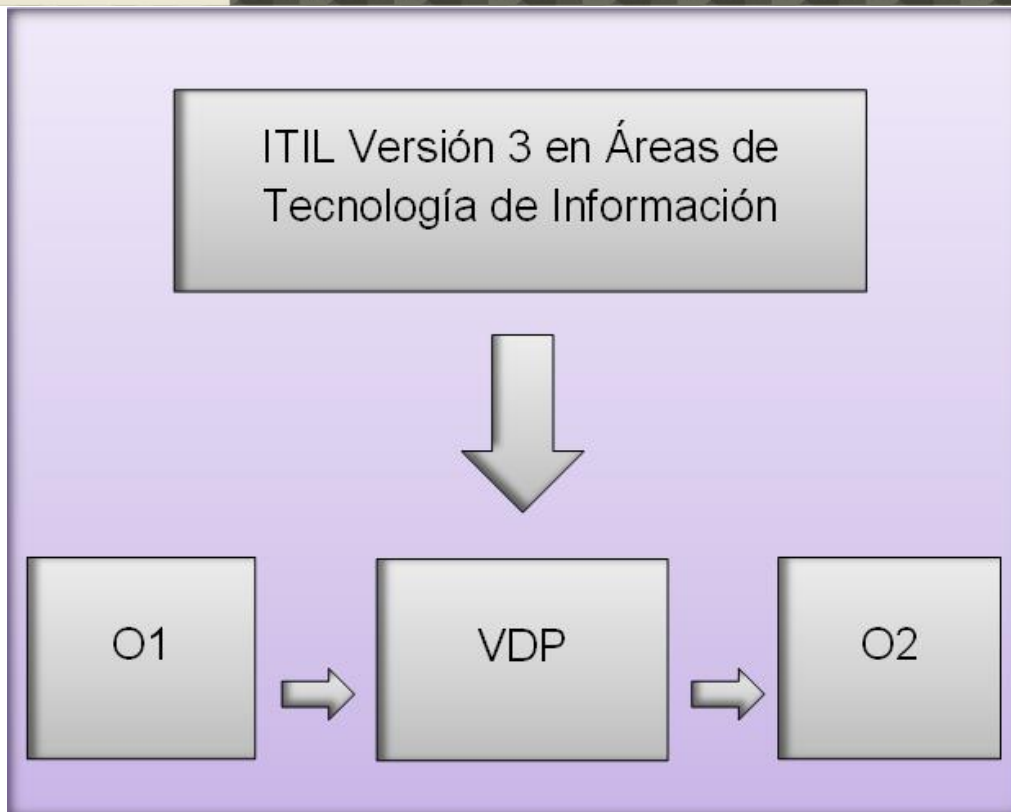 ITIL Versión 3 en Áreas de
Tecnología de Información
O1
VDP
O2